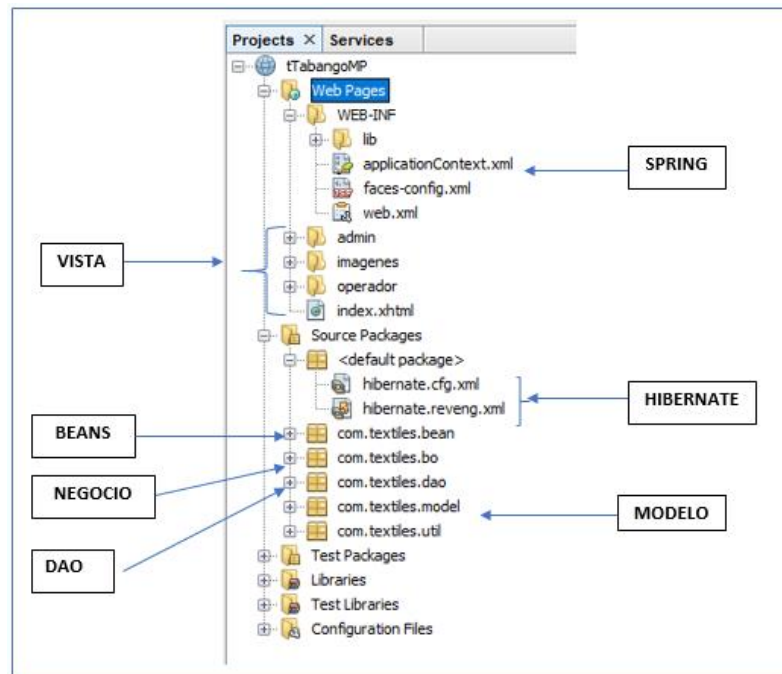 Projects × Services
tTabangoMP
Web Pages
WEB-INF
lib
applicationContext.xml
SPRING
faces-config.xml
web.xml
admin
VISTA
imagenes
operador
index.xhtml
Source Packages
<default package>
hibernate.cfg.xml
HIBERNATE
hibernate.reveng.xml
BEANS
com.textiles.bean
com.textiles.bo
NEGOCIO
com.textiles.dao
com.textiles.model
MODELO
com.textiles.util
DAO
Test Packages
Libraries
Test Libraries
Configuration Files